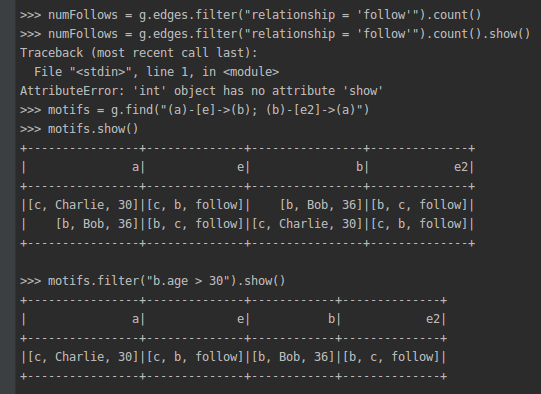 >>> numFollows = g.edges.filter("relationship = 'follow'").count()
>>> numFollows = g.edges.filter("relationship = 'follow'").count().show()
Traceback (most recent call last):
  File "<stdin>", line 1, in <module>
AttributeError: 'int' object has no attribute 'show'
>>> motifs = g.find("(a)-[e]->(b); (b)-[e2]->(a)")
>>> motifs.show()
+----------------+--------------+----------------+--------------+
|               a|             e|               b|            e2|
+----------------+--------------+----------------+--------------+
|[c, Charlie, 30]|[c, b, follow]|    [b, Bob, 36]|[b, c, follow]|
|    [b, Bob, 36]|[b, c, follow]|[c, Charlie, 30]|[c, b, follow]|
+----------------+--------------+----------------+--------------+
>>> motifs.filter("b.age > 30").show()
+----------------+--------------+------------+--------------+
|               a|             e|           b|            e2|
+----------------+--------------+------------+--------------+
|[c, Charlie, 30]|[c, b, follow]|[b, Bob, 36]|[b, c, follow]|
+----------------+--------------+------------+--------------+